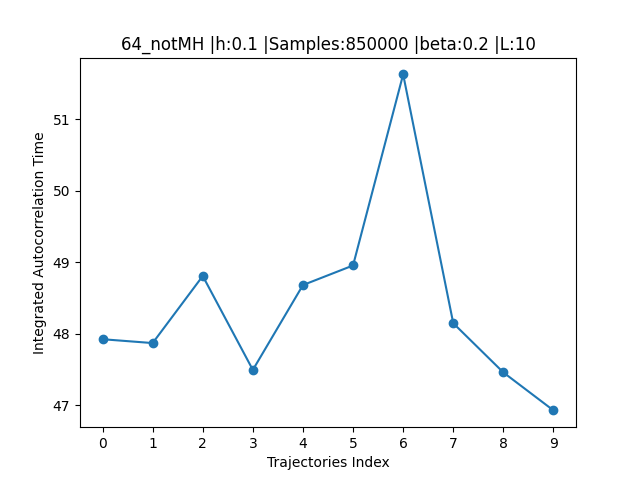 64_notMH |h:0.1 |Samples:850000 |beta:0.2 |L:10
Integrated Autocorrelation Time
51
50
49
48
47
0 1 2 3 4 5 6 7 8 9
Trajectories Index